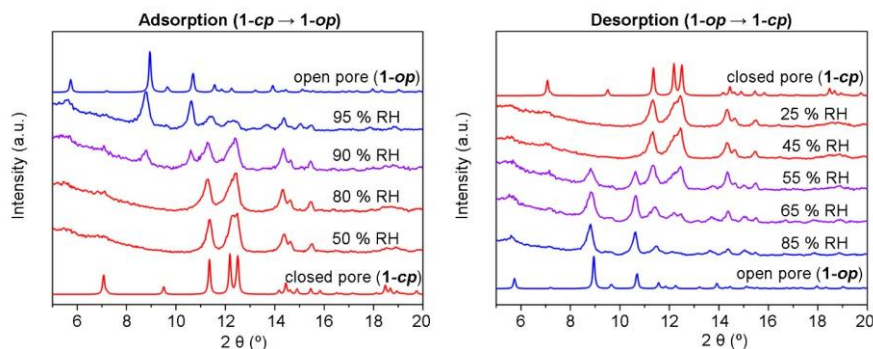 Adsorption (1-cp → 1-op)
Intensity (a.u.)
open pore (1-op)
95 % RH
90 % RH
80 % RH
50 % RH
closed pore (1-cp)
6 8 10 12 14 16 18 20
2 θ (º)
Desorption (1-op → 1-cp)
Intensity (a.u.)
closed pore (1-cp)
25 % RH
45 % RH
55 % RH
65 % RH
85 % RH
open pore (1-op)
6 8 10 12 14 16 18 20
2 θ (º)